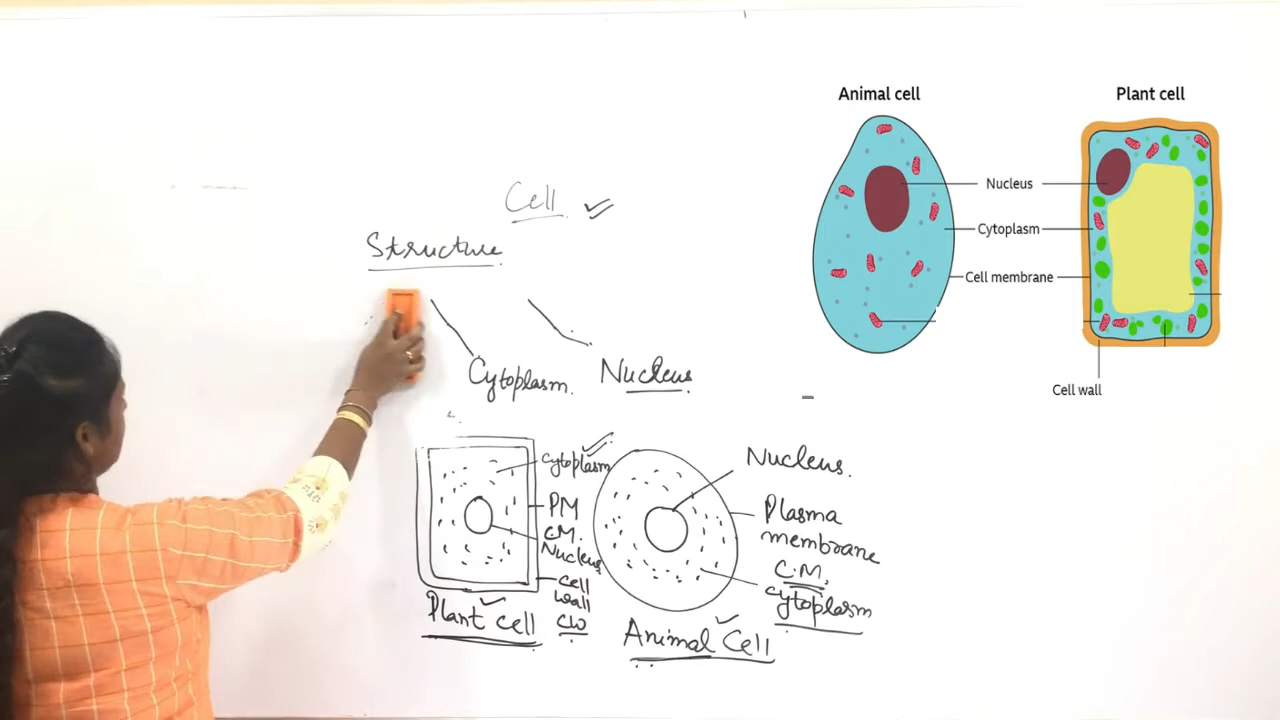 Animal cell
Plant cell
Nucleus
Cytoplasm
Cell membrane
Cell wall
Cell
Structure
Cytoplasm.
Nucleus
Cytoplasm
PM
C.M.
Nucleus
Cell
wall
CW
Plant cell
Nucleus.
Plasma
membrane
C.M.
cytoplasm
Animal Cell